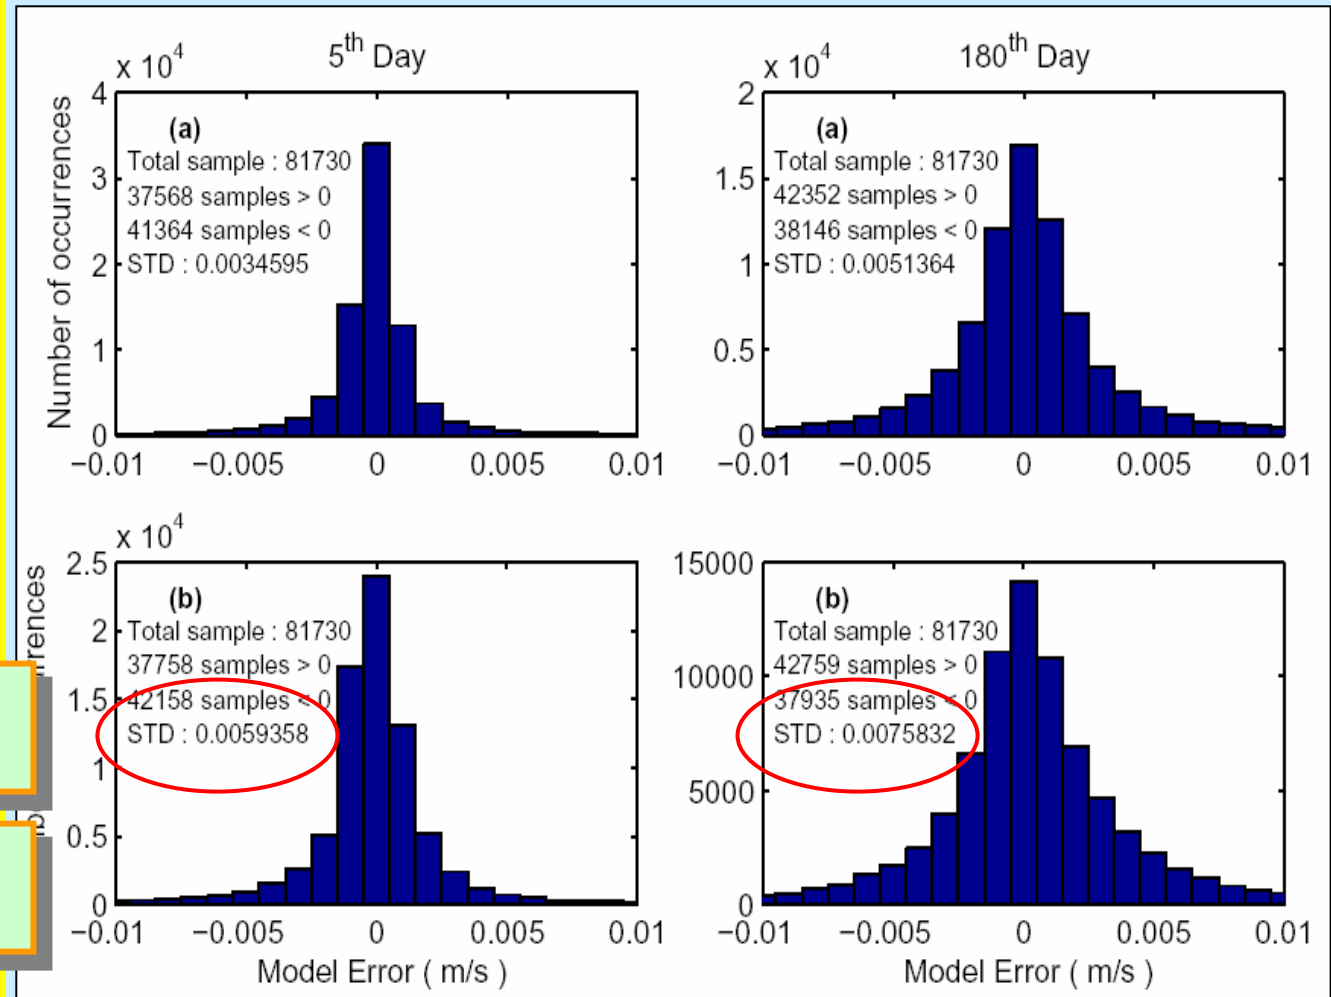 5th Day
x 10^4
4
3
2
1
0
Number of occurrences
(a)
Total sample : 81730
37568 samples > 0
41364 samples < 0
STD : 0.0034595
−0.01 −0.005 0 0.005 0.01
180th Day
x 10^4
2
1.5
1
0.5
0
(a)
Total sample : 81730
42352 samples > 0
38146 samples < 0
STD : 0.0051364
−0.01 −0.005 0 0.005 0.01
x 10^4
2.5
2
1.5
1
0.5
0
rrences
(b)
Total sample : 81730
37758 samples > 0
42158 samples < 0
STD : 0.0059358
−0.01 −0.005 0 0.005 0.01
Model Error ( m/s )
15000
10000
5000
0
(b)
Total sample : 81730
42759 samples > 0
37935 samples < 0
STD : 0.0075832
−0.01 −0.005 0 0.005 0.01
Model Error ( m/s )